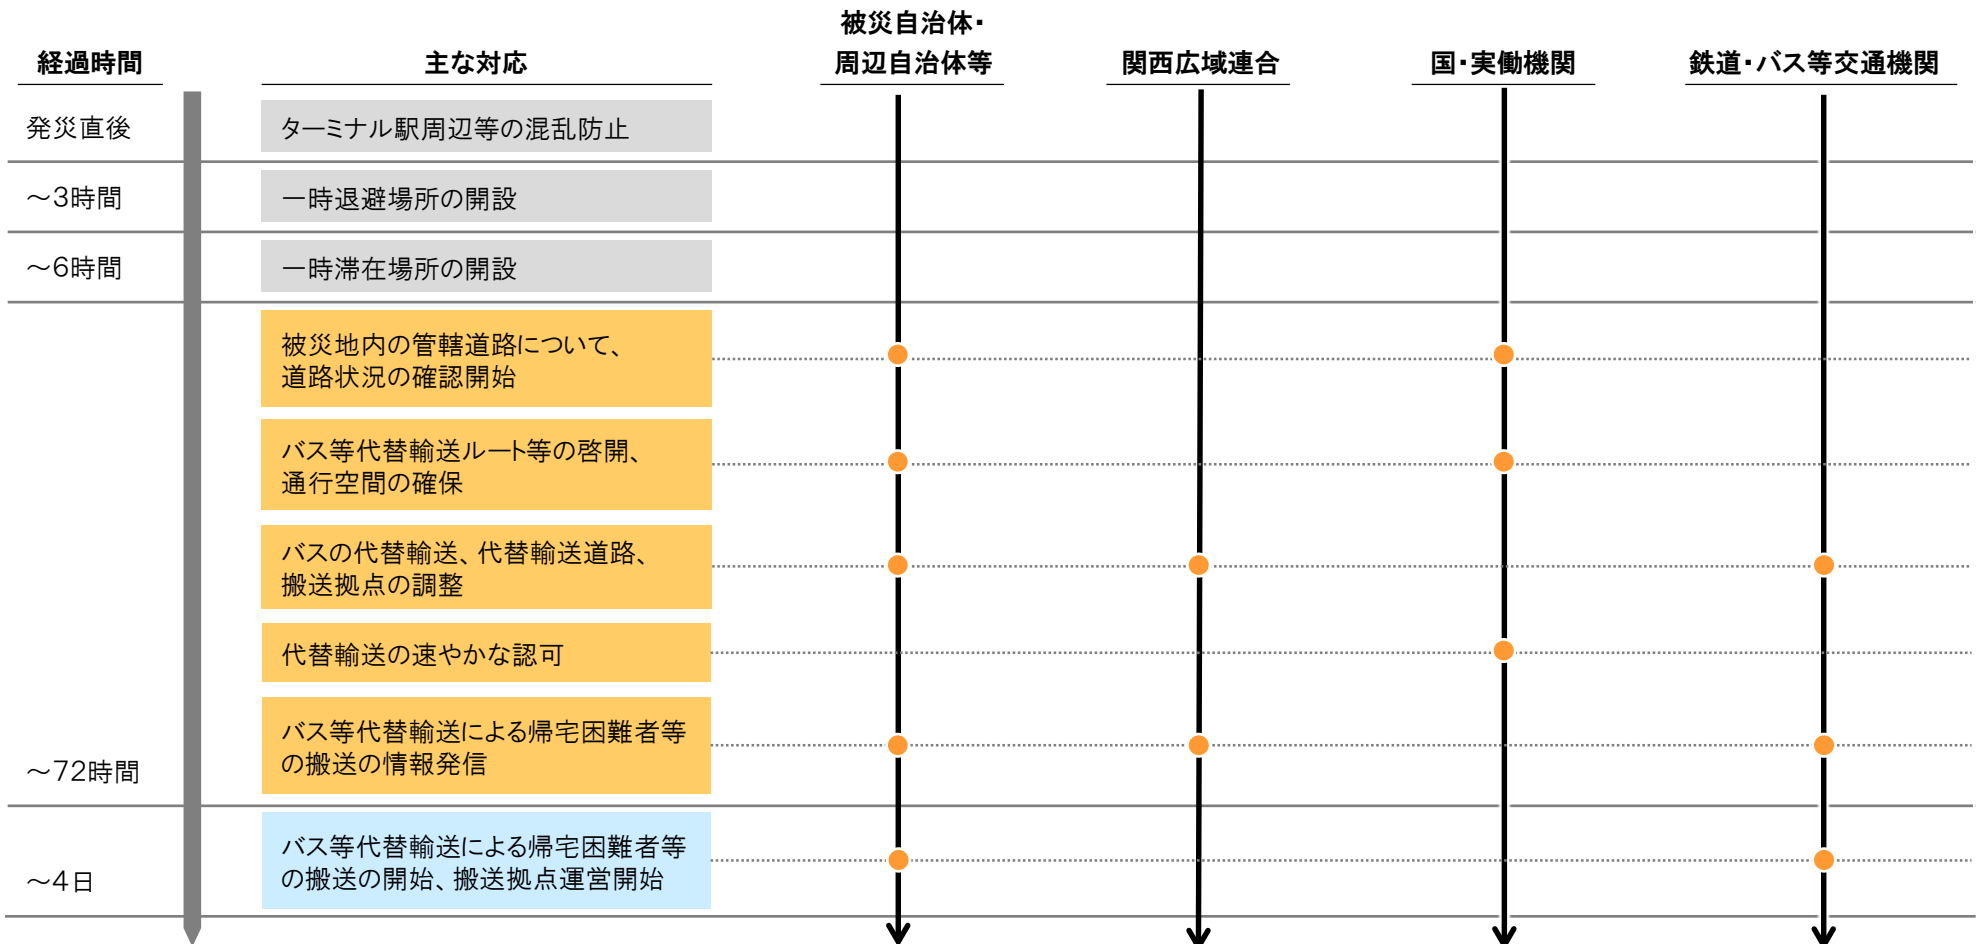 経過時間
主な対応
被災自治体・
周辺自治体等
関西広域連合
国・実働機関
鉄道・バス等交通機関
発災直後
ターミナル駅周辺等の混乱防止
～3時間
一時退避場所の開設
～6時間
一時滞在場所の開設
被災地内の管轄道路について、
道路状況の確認開始
バス等代替輸送ルート等の啓開、
通行空間の確保
バスの代替輸送、代替輸送道路、
搬送拠点の調整
代替輸送の速やかな認可
バス等代替輸送による帰宅困難者等
の搬送の情報発信
～72時間
バス等代替輸送による帰宅困難者等
の搬送の開始、搬送拠点運営開始
～4日